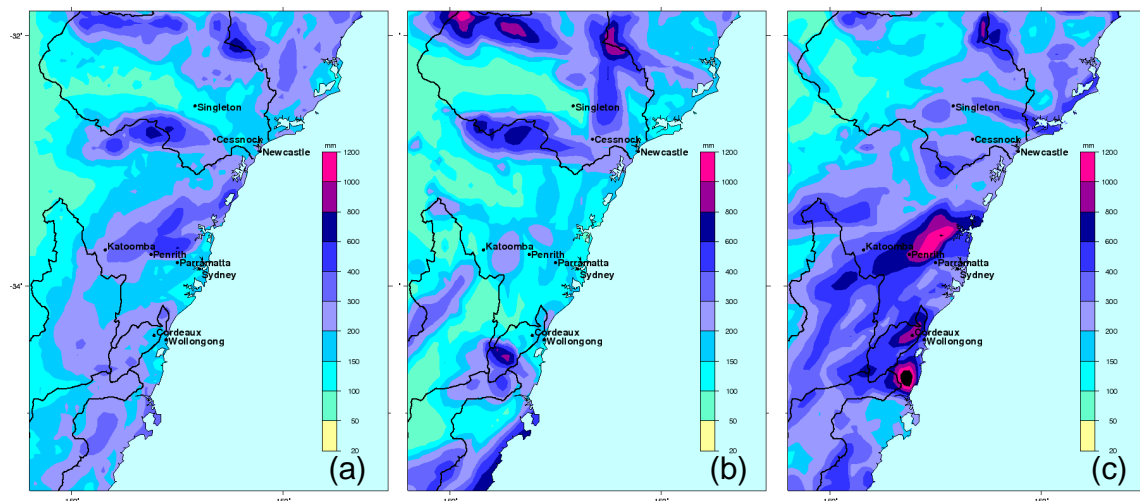 -32˚
-34˚
Singleton
Cessnock
Newcastle
Katoomba
Penrith
Parramatta
Sydney
Cordeaux
Wollongong
mm
1200
1000
800
600
400
300
200
150
100
50
20
(a)
Singleton
Cessnock
Newcastle
Katoomba
Penrith
Parramatta
Sydney
Cordeaux
Wollongong
mm
1200
1000
800
600
400
300
200
150
100
50
20
(b)
Singleton
Cessnock
Newcastle
Katoomba
Penrith
Parramatta
Sydney
Cordeaux
Wollongong
mm
1200
1000
800
600
400
300
200
150
100
50
20
(c)